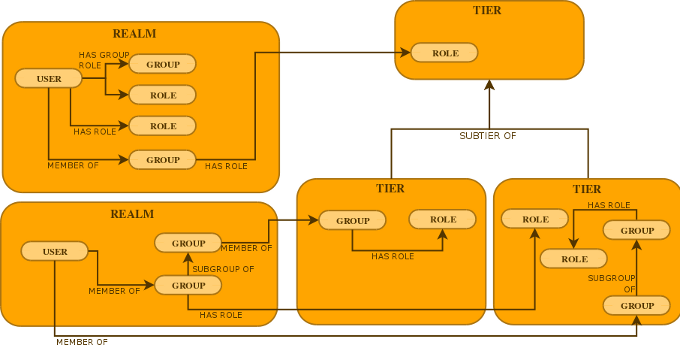 REALM
HAS GROUP
ROLE
GROUP
USER
ROLE
ROLE
HAS ROLE
GROUP
MEMBER OF
HAS ROLE
TIER
ROLE
SUBTIER OF
REALM
USER
GROUP
MEMBER OF
SUBGROUP OF
GROUP
MEMBER OF
HAS ROLE
MEMBER OF
TIER
GROUP
ROLE
HAS ROLE
TIER
HAS ROLE
ROLE
GROUP
ROLE
SUBGROUP
OF
GROUP